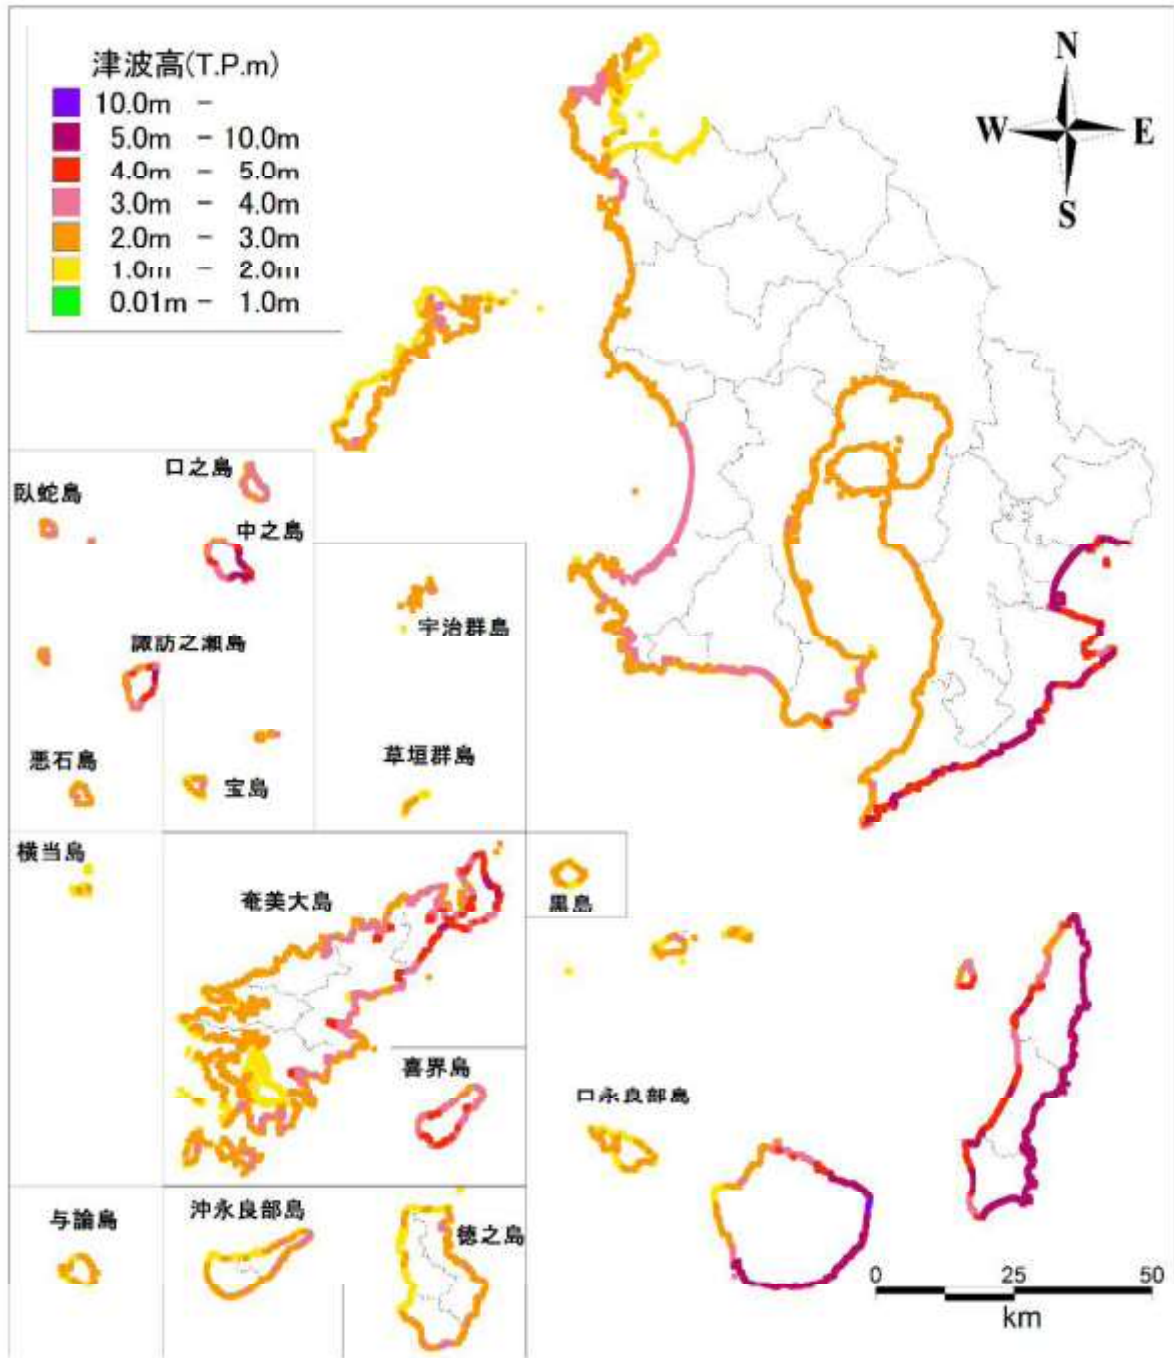 津波高(T.P.m)
10.0m -
5.0m - 10.0m
4.0m - 5.0m
3.0m - 4.0m
2.0m - 3.0m
1.0m - 2.0m
0.01m - 1.0m
N
W
E
S
口之島
臥蛇島
中之島
宇治群島
諏訪之瀬島
悪石島
宝島
草垣群島
横当島
奄美大島
黒島
喜界島
口永良部島
与論島
沖永良部島
徳之島
0 25 50
km